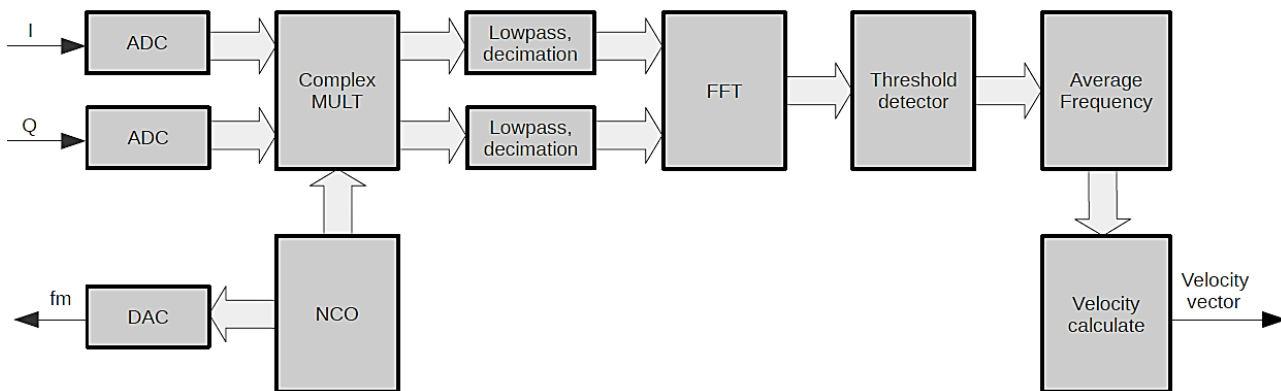 I
ADC
Complex
MULT
Lowpass,
decimation
FFT
Threshold
detector
Average
Frequency
Q
ADC
Lowpass,
decimation
fm
DAC
NCO
Velocity
calculate
Velocity
vector